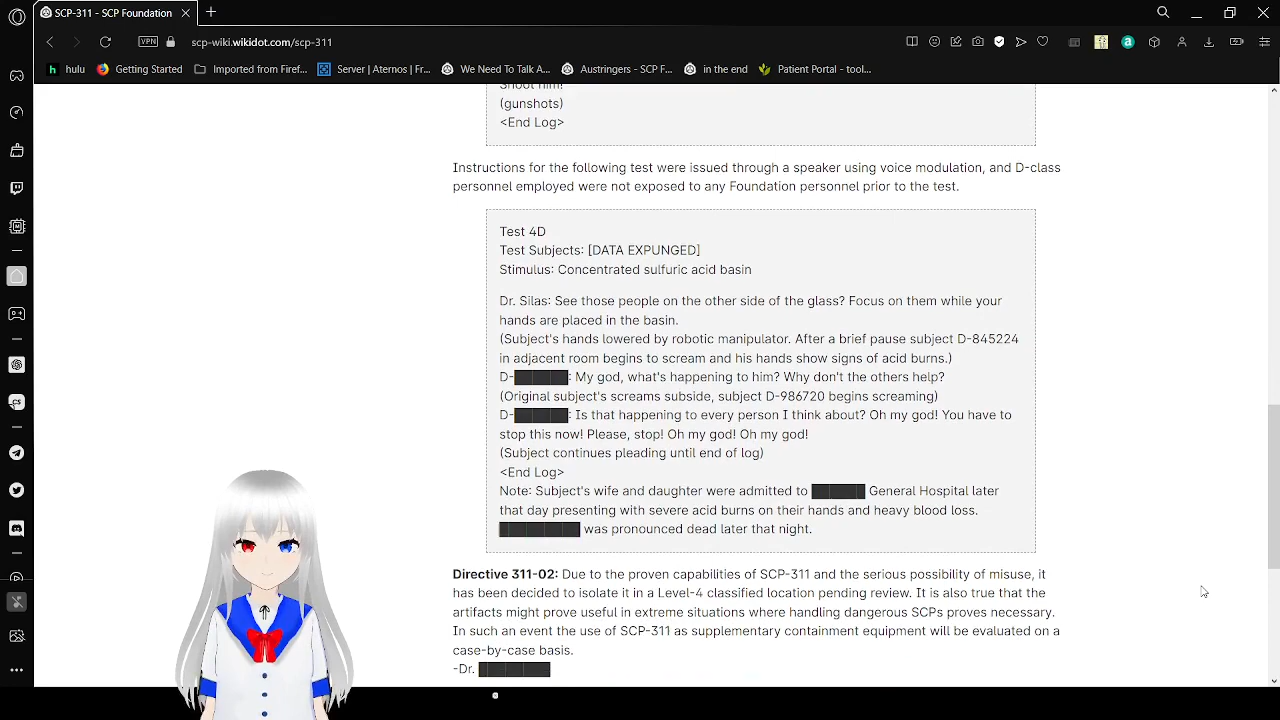 SCP-311 - SCP Foundation
VPN
scp-wiki.wikidot.com/scp-311
h hulu
Getting Started
Imported from Firef...
Server | Aternos | Fr...
We Need To Talk A...
Austringers - SCP F...
in the end
Patient Portal - tool...
Shoot him!
(gunshots)
<End Log>
Instructions for the following test were issued through a speaker using voice modulation, and D-class
personnel employed were not exposed to any Foundation personnel prior to the test.
Test 4D
Test Subjects: [DATA EXPUNGED]
Stimulus: Concentrated sulfuric acid basin
Dr. Silas: See those people on the other side of the glass? Focus on them while your
hands are placed in the basin.
(Subject's hands lowered by robotic manipulator. After a brief pause subject D-845224
in adjacent room begins to scream and his hands show signs of acid burns.)
D-██████: My god, what's happening to him? Why don't the others help?
(Original subject's screams subside, subject D-986720 begins screaming)
D-██████: Is that happening to every person I think about? Oh my god! You have to
stop this now! Please, stop! Oh my god! Oh my god!
(Subject continues pleading until end of log)
<End Log>
Note: Subject's wife and daughter were admitted to ██████ General Hospital later
that day presenting with severe acid burns on their hands and heavy blood loss.
█████████ was pronounced dead later that night.
Directive 311-02: Due to the proven capabilities of SCP-311 and the serious possibility of misuse, it
has been decided to isolate it in a Level-4 classified location pending review. It is also true that the
artifacts might prove useful in extreme situations where handling dangerous SCPs proves necessary.
In such an event the use of SCP-311 as supplementary containment equipment will be evaluated on a
case-by-case basis.
-Dr. ████████